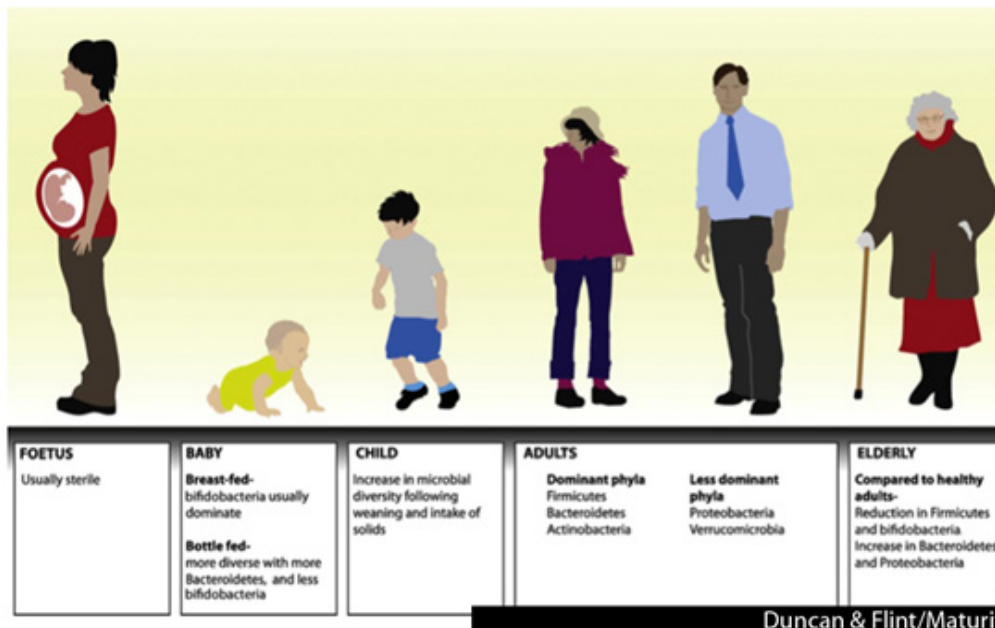 FOETUS
Usually sterile
BABY
Breast-fed-
bifidobacteria usually
dominate
Bottle fed-
more diverse with more
Bacteroidetes, and less
bifidobacteria
CHILD
Increase in microbial
diversity following
weaning and intake of
solids
ADULTS
Dominant phyla
Firmicutes
Bacteroidetes
Actinobacteria
Less dominant
phyla
Proteobacteria
Verrucomicrobia
ELDERLY
Compared to healthy
adults-
Reduction in Firmicutes
and bifidobacteria.
Increase in Bacteroidetes
and Proteobacteria
Duncan & Flint/Maturi